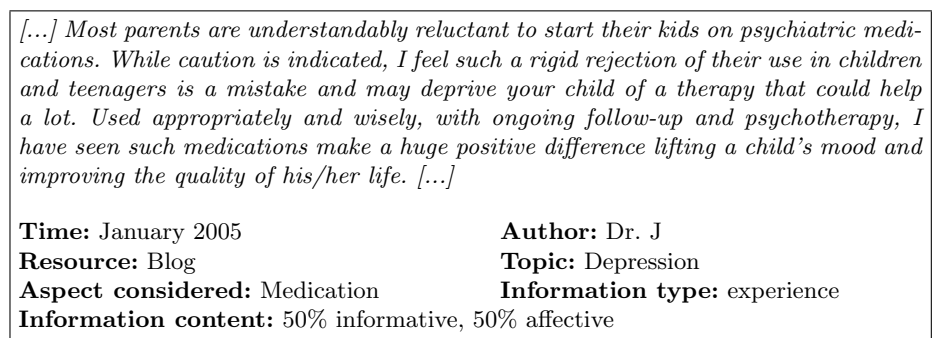 [...] Most parents are understandably reluctant to start their kids on psychiatric medi-
cations. While caution is indicated, I feel such a rigid rejection of their use in children
and teenagers is a mistake and may deprive your child of a therapy that could help
a lot. Used appropriately and wisely, with ongoing follow-up and psychotherapy, I
have seen such medications make a huge positive difference lifting a child's mood and
improving the quality of his/her life. [...]
Time: January 2005 Author: Dr. J
Resource: Blog Topic: Depression
Aspect considered: Medication Information type: experience
Information content: 50% informative, 50% affective